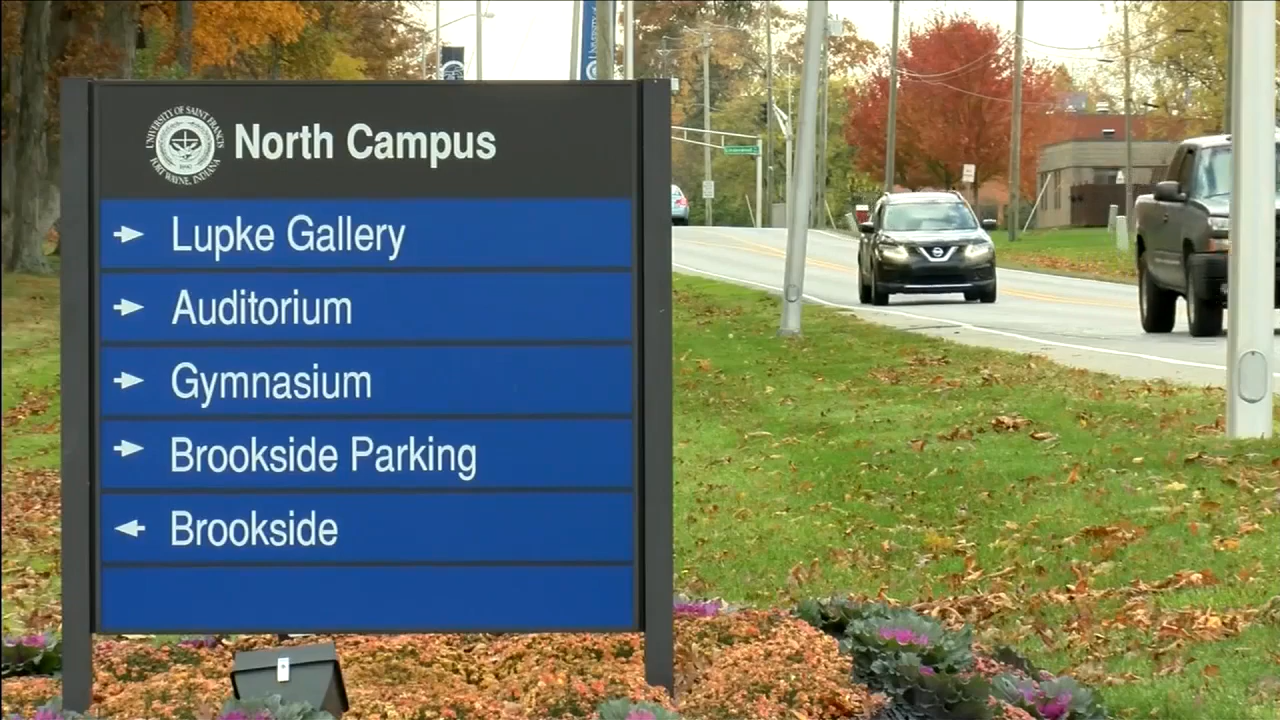 UNIVERSITY OF SAINT FRANCIS
FORT WAYNE, INDIANA
North Campus
Lupke Gallery
Auditorium
Gymnasium
Brookside Parking
Brookside